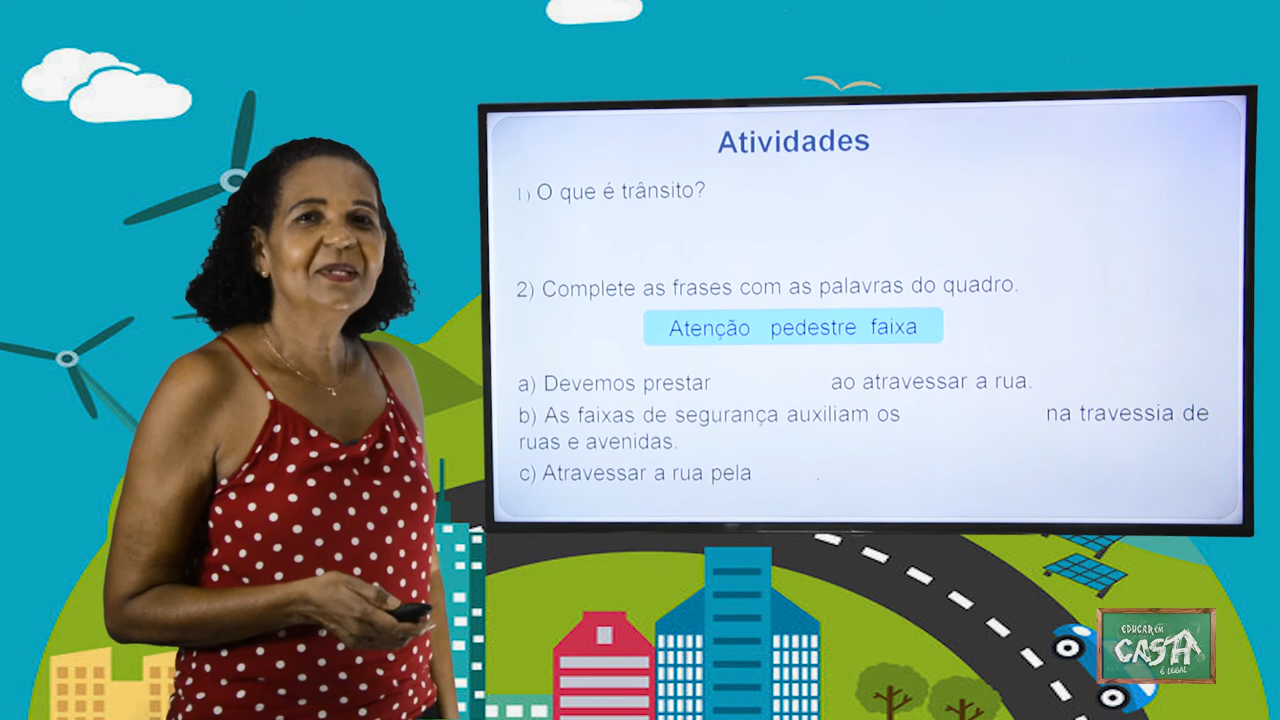 Atividades
1) O que é trânsito?
2) Complete as frases com as palavras do quadro.
Atenção pedestre faixa
a) Devemos prestar ao atravessar a rua.
b) As faixas de segurança auxiliam os na travessia de
ruas e avenidas.
c) Atravessar a rua pela .
EDUCAR EM
CASA
É LEGAL